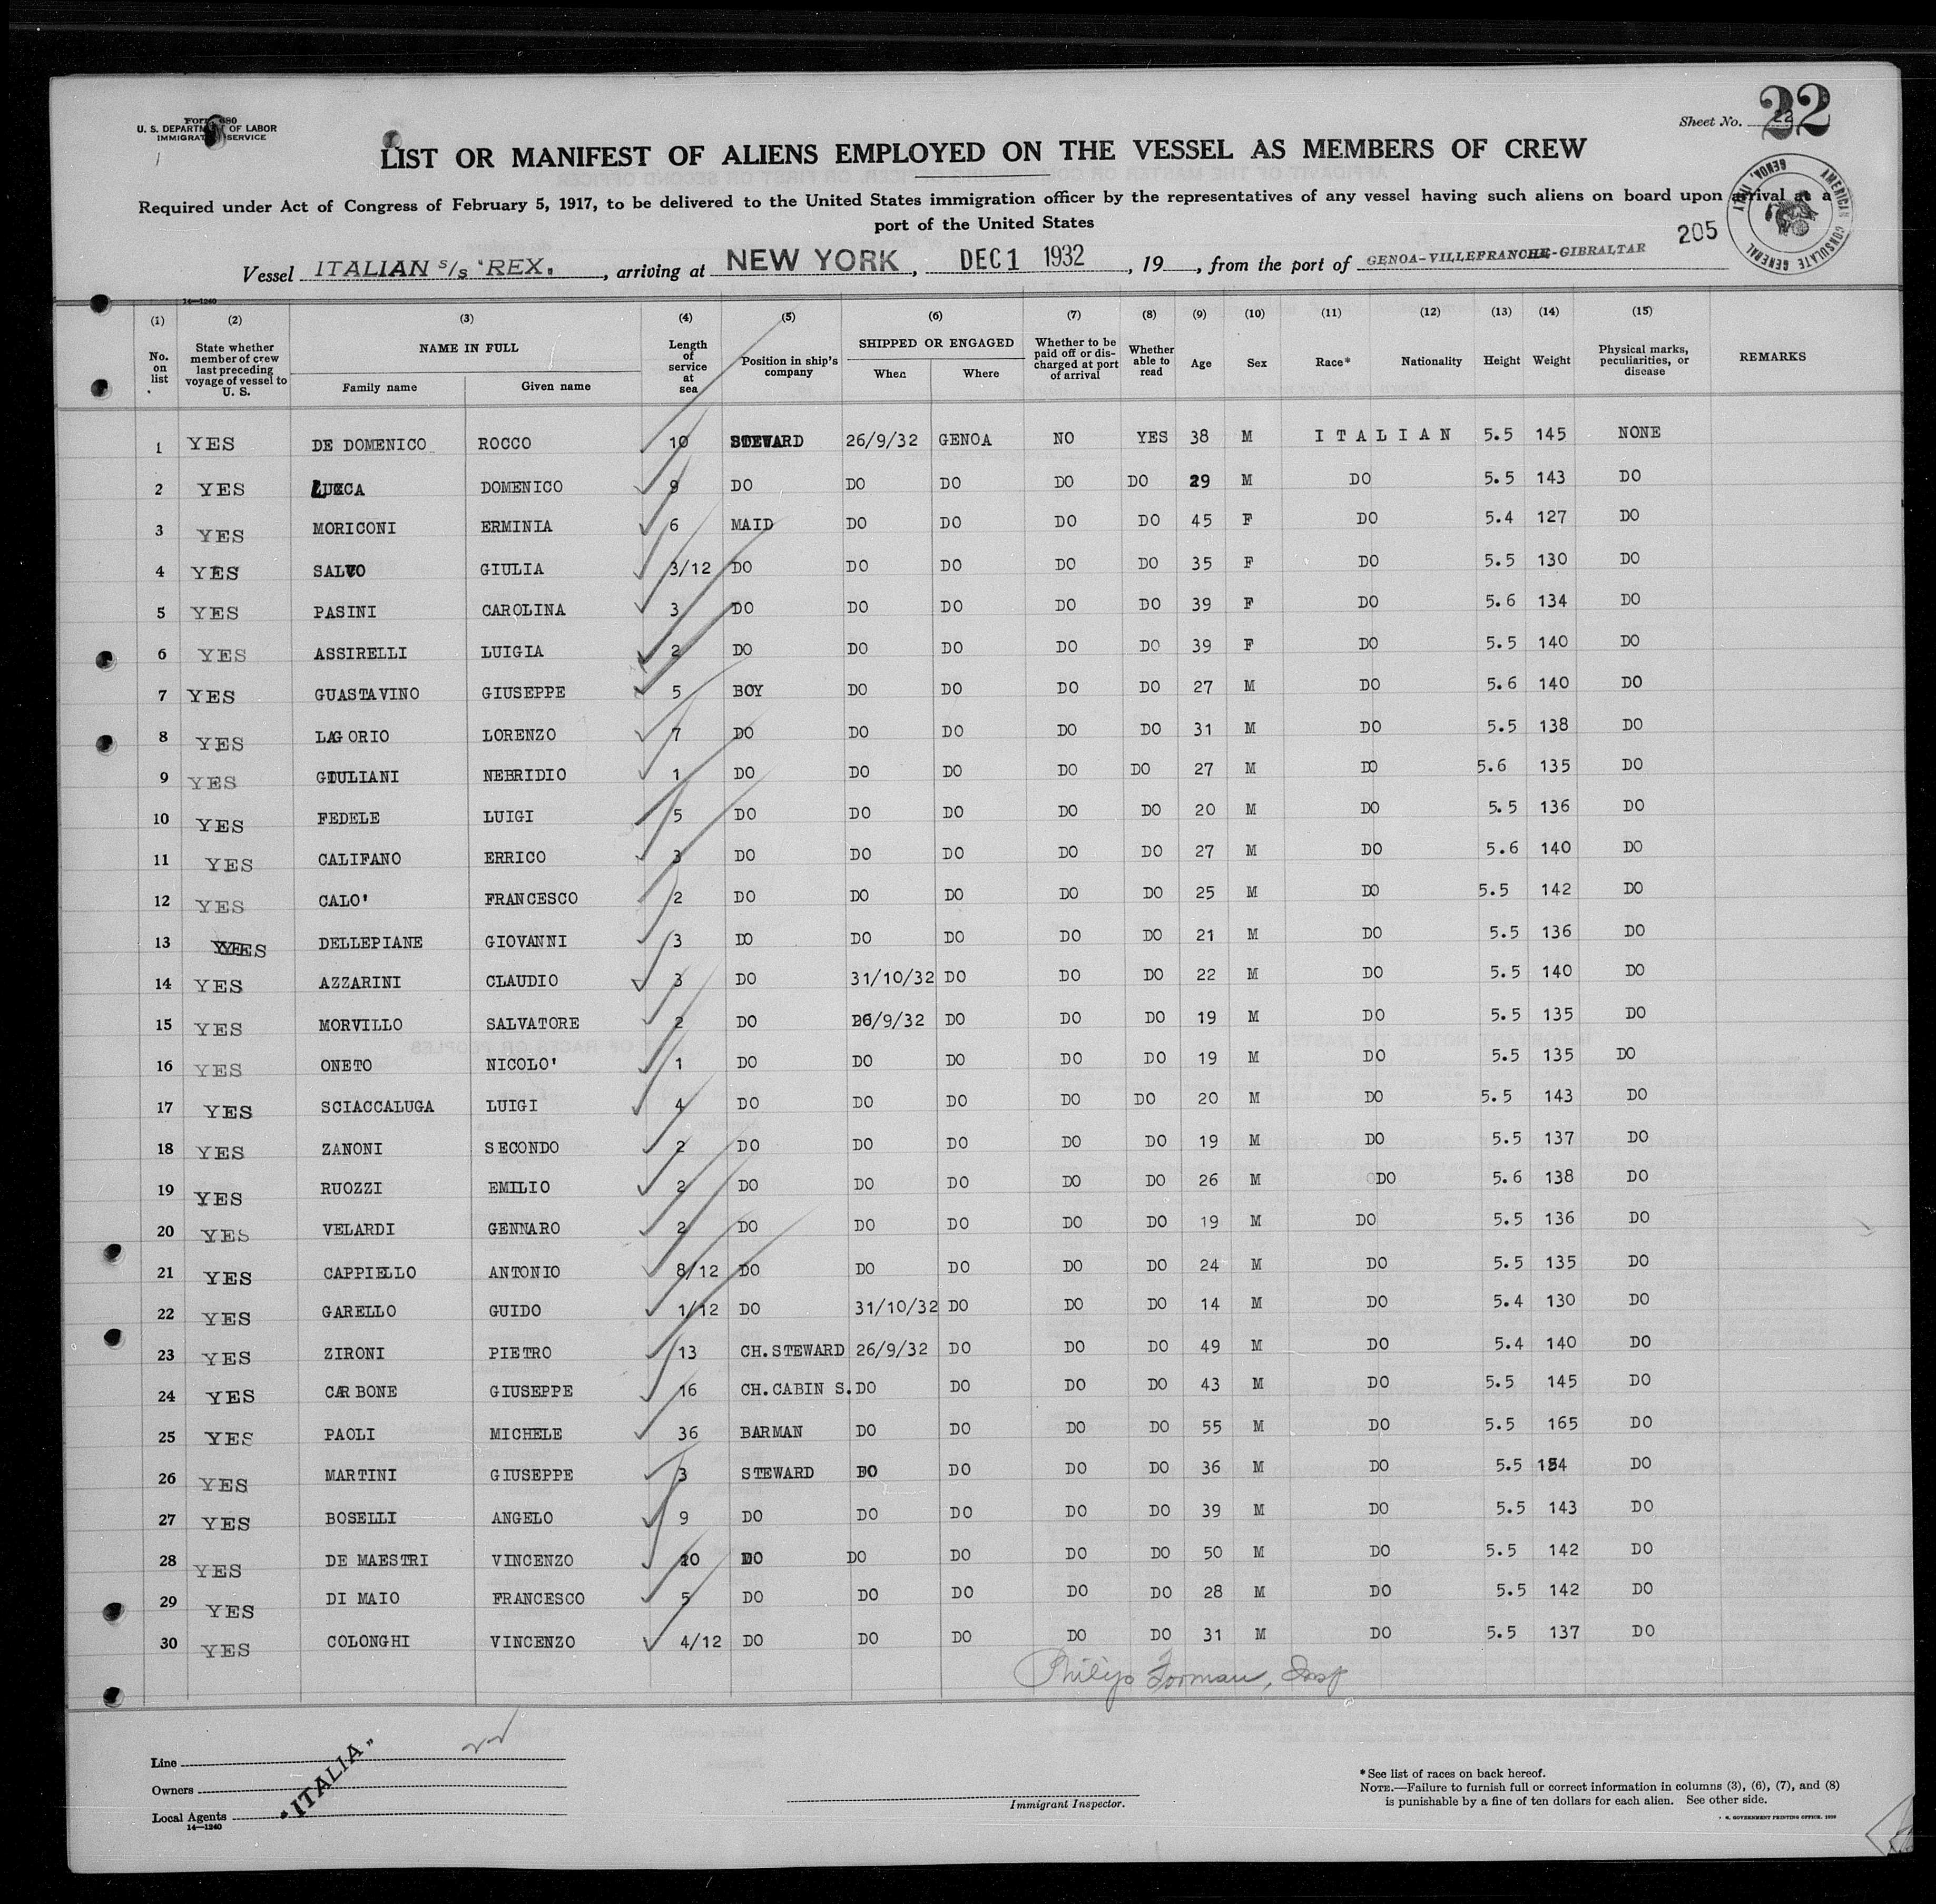 Form 680
U. S. DEPARTMENT OF LABOR
IMMIGRATION SERVICE
Sheet No. 22
22
LIST OR MANIFEST OF ALIENS EMPLOYED ON THE VESSEL AS MEMBERS OF CREW
Required under Act of Congress of February 5, 1917, to be delivered to the United States immigration officer by the representatives of any vessel having such aliens on board upon arrival at a
port of the United States
AMERICAN CONSULATE GENERAL GENOA, ITALY
205
Vessel ITALIAN s/s "REX", arriving at NEW YORK, DEC 1 1932, 19, from the port of GENOA-VILLEFRANCHE-GIBRALTAR
14—1240
(1) (2) (3) (4) (5) (6) (7) (8) (9) (10) (11) (12) (13) (14) (15)
No. on list State whether member of crew last preceding voyage of vessel to U. S. NAME IN FULL Family name Given name Length of service at sea Position in ship's company SHIPPED OR ENGAGED When Where Whether to be paid off or discharged at port of arrival Whether able to read Age Sex Race* Nationality Height Weight Physical marks, peculiarities, or disease REMARKS
1 YES DE DOMENICO ROCCO 10 STEWARD 26/9/32 GENOA NO YES 38 M ITALIAN 5.5 145 NONE
2 YES LUCCA DOMENICO 9 DO DO DO DO DO 29 M DO 5.5 143 DO
3 YES MORICONI ERMINIA 6 MAID DO DO DO DO 45 F DO 5.4 127 DO
4 YES SALVO GIULIA 3/12 DO DO DO DO DO 35 F DO 5.5 130 DO
5 YES PASINI CAROLINA 3 DO DO DO DO DO 39 F DO 5.6 134 DO
6 YES ASSIRELLI LUIGIA 2 DO DO DO DO DO 39 F DO 5.5 140 DO
7 YES GUASTAVINO GIUSEPPE 5 BOY DO DO DO DO 27 M DO 5.6 140 DO
8 YES LAGORIO LORENZO 7 DO DO DO DO DO 31 M DO 5.5 138 DO
9 YES GIULIANI NEBRIDIO 1 DO DO DO DO DO 27 M DO 5.6 135 DO
10 YES FEDELE LUIGI 5 DO DO DO DO DO 20 M DO 5.5 136 DO
11 YES CALIFANO ERRICO 3 DO DO DO DO DO 27 M DO 5.6 140 DO
12 YES CALO' FRANCESCO 2 DO DO DO DO DO 25 M DO 5.5 142 DO
13 YES DELLEPIANE GIOVANNI 3 DO DO DO DO DO 21 M DO 5.5 136 DO
14 YES AZZARINI CLAUDIO 3 DO 31/10/32 DO DO DO 22 M DO 5.5 140 DO
15 YES MORVILLO SALVATORE 2 DO 26/9/32 DO DO DO 19 M DO 5.5 135 DO
16 YES ONETO NICOLO' 1 DO DO DO DO DO 19 M DO 5.5 135 DO
17 YES SCIACCALUGA LUIGI 4 DO DO DO DO DO 20 M DO 5.5 143 DO
18 YES ZANONI SECONDO 2 DO DO DO DO DO 19 M DO 5.5 137 DO
19 YES RUOZZI EMILIO 2 DO DO DO DO DO 26 M DO 5.6 138 DO
20 YES VELARDI GENNARO 2 DO DO DO DO DO 19 M DO 5.5 136 DO
21 YES CAPPIELLO ANTONIO 8/12 DO DO DO DO DO 24 M DO 5.5 135 DO
22 YES GARELLO GUIDO 1/12 DO 31/10/32 DO DO DO 14 M DO 5.4 130 DO
23 YES ZIRONI PIETRO 13 CH.STEWARD 26/9/32 DO DO DO 49 M DO 5.4 140 DO
24 YES CARBONE GIUSEPPE 16 CH.CABIN S. DO DO DO DO 43 M DO 5.5 145 DO
25 YES PAOLI MICHELE 36 BARMAN DO DO DO DO 55 M DO 5.5 165 DO
26 YES MARTINI GIUSEPPE 3 STEWARD DO DO DO DO 36 M DO 5.5 DO
27 YES BOSELLI ANGELO 9 DO DO DO DO DO 39 M DO 5.5 143 DO
28 YES DE MAESTRI VINCENZO DO DO DO DO DO 50 M DO 5.5 142 DO
29 YES DI MAIO FRANCESCO 5 DO DO DO DO DO 28 M DO 5.5 142 DO
30 YES COLONGHI VINCENZO 4/12 DO DO DO DO DO 31 M DO 5.5 137 DO
Philip Forman, Insp
Line
Owners
Local Agents
"ITALIA"
14—1240
Immigrant Inspector.
*See list of races on back hereof.
NOTE.—Failure to furnish full or correct information in columns (3), (6), (7), and (8)
is punishable by a fine of ten dollars for each alien. See other side.
GOVERNMENT PRINTING OFFICE